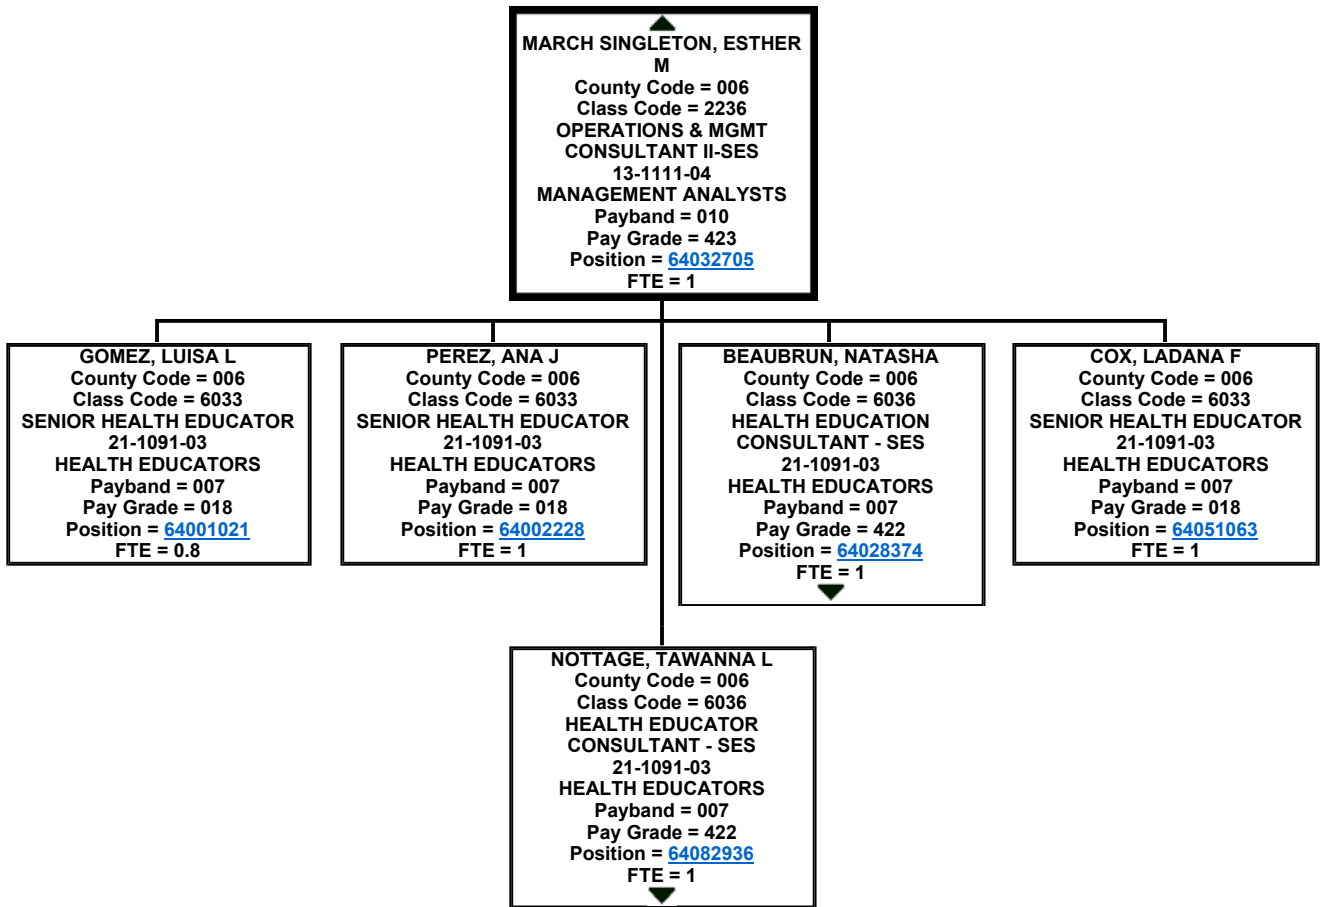 MARCH SINGLETON, ESTHER
M
County Code = 006
Class Code = 2236
OPERATIONS & MGMT
CONSULTANT II-SES
13-1111-04
MANAGEMENT ANALYSTS
Payband = 010
Pay Grade = 423
Position = 64032705
FTE = 1
GOMEZ, LUISA L
County Code = 006
Class Code = 6033
SENIOR HEALTH EDUCATOR
21-1091-03
HEALTH EDUCATORS
Payband = 007
Pay Grade = 018
Position = 64001021
FTE = 0.8
PEREZ, ANA J
County Code = 006
Class Code = 6033
SENIOR HEALTH EDUCATOR
21-1091-03
HEALTH EDUCATORS
Payband = 007
Pay Grade = 018
Position = 64002228
FTE = 1
BEAUBRUN, NATASHA
County Code = 006
Class Code = 6036
HEALTH EDUCATION
CONSULTANT - SES
21-1091-03
HEALTH EDUCATORS
Payband = 007
Pay Grade = 422
Position = 64028374
FTE = 1
COX, LADANA F
County Code = 006
Class Code = 6033
SENIOR HEALTH EDUCATOR
21-1091-03
HEALTH EDUCATORS
Payband = 007
Pay Grade = 018
Position = 64051063
FTE = 1
NOTTAGE, TAWANNA L
County Code = 006
Class Code = 6036
HEALTH EDUCATOR
CONSULTANT - SES
21-1091-03
HEALTH EDUCATORS
Payband = 007
Pay Grade = 422
Position = 64082936
FTE = 1